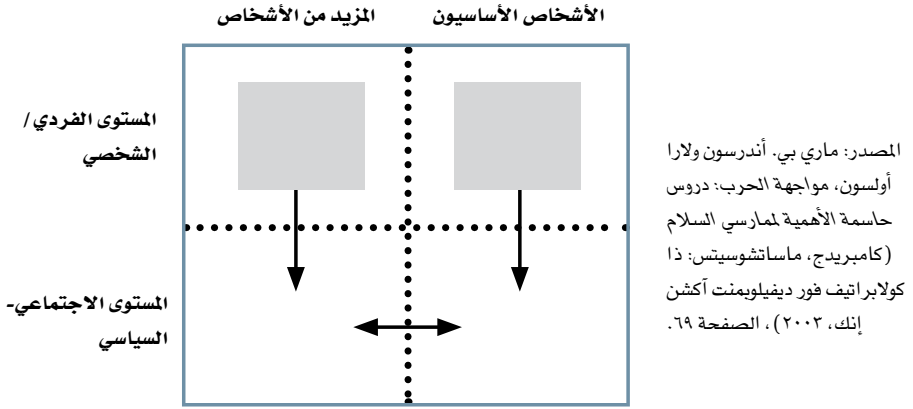 الأشخاص الأساسيون
المزيد من الأشخاص
المستوى الفردي/
الشخصي
المستوى الاجتماعي-
السياسي
المصدر: ماري بي. أندرسون ولارا
أولسون، مواجهة الحرب: دروس
حاسمة الأهمية لممارسي السلام
(كامبريدج، ماساتشوسيتس: ذا
كولابراتيف فور ديفيلوبمنت آكشن
إنك، ٢٠٠٣)، الصفحة ٦٩.